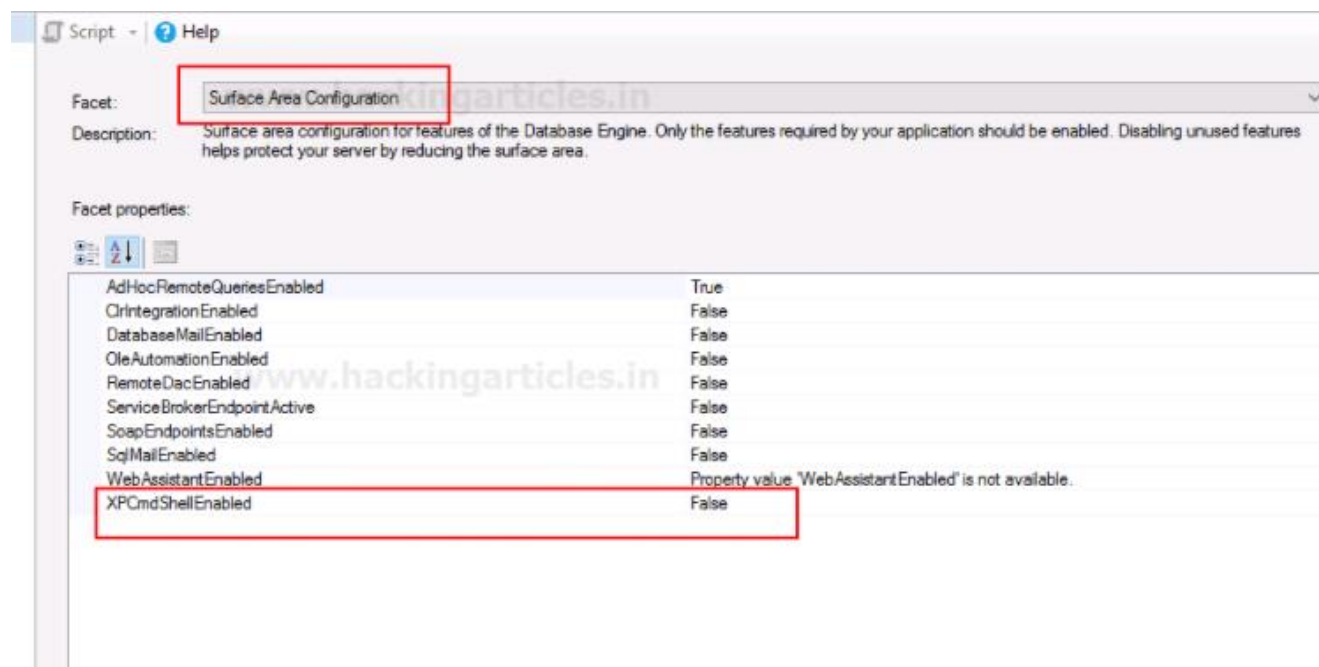 Script Help
www.hackingarticles.in
Facet: Surface Area Configuration
Description: Surface area configuration for features of the Database Engine. Only the features required by your application should be enabled. Disabling unused features
helps protect your server by reducing the surface area.
Facet properties:
AdHocRemoteQueriesEnabled True
ClrIntegrationEnabled False
DatabaseMailEnabled False
OleAutomationEnabled False
www.hackingarticles.in
RemoteDacEnabled False
ServiceBrokerEndpointActive False
SoapEndpointsEnabled False
SqlMailEnabled False
WebAssistantEnabled Property value 'WebAssistantEnabled' is not available.
XPCmdShellEnabled False